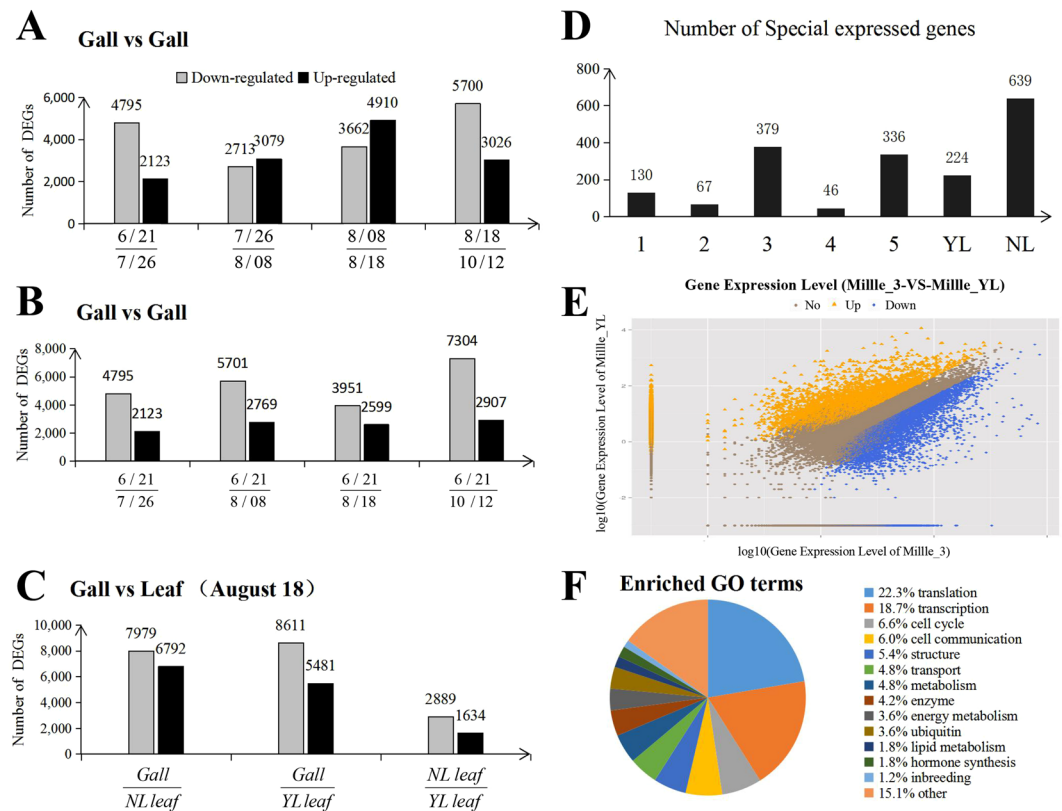 A
Gall vs Gall
Down-regulated Up-regulated
Number of DEGs
6,000
4,000
2,000
0
4795
2123
2713
3079
3662
4910
5700
3026
6/21
7/26
7/26
8/08
8/08
8/18
8/18
10/12
B
Gall vs Gall
Number of DEGs
8,000
6,000
4,000
2,000
0
4795
2123
5701
2769
3951
2599
7304
2907
6/21
7/26
6/21
8/08
6/21
8/18
6/21
10/12
C
Gall vs Leaf （August 18）
Number of DEGs
10,000
8,000
6,000
4,000
2,000
0
7979
6792
8611
5481
2889
1634
Gall
NL leaf
Gall
YL leaf
NL leaf
YL leaf
D
Number of Special expressed genes
800
600
400
200
0
130
67
379
46
336
224
639
1 2 3 4 5 YL NL
E
Gene Expression Level (Millle_3-VS-Millle_YL)
No Up Down
log10(Gene Expression Level of Millle_YL
4
2
0
-2
log10(Gene Expression Level of Millle_3)
F
Enriched GO terms
22.3% translation
18.7% transcription
6.6% cell cycle
6.0% cell communication
5.4% structure
4.8% transport
4.8% metabolism
4.2% enzyme
3.6% energy metabolism
3.6% ubiquitin
1.8% lipid metabolism
1.8% hormone synthesis
1.2% inbreeding
15.1% other